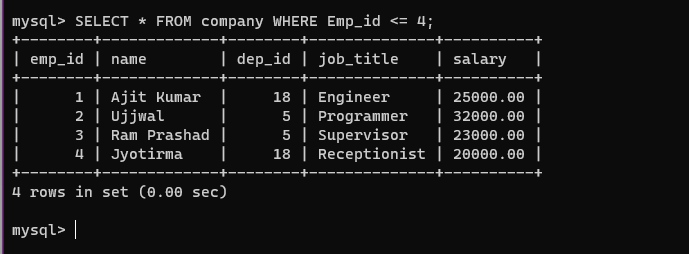 mysql> SELECT * FROM company WHERE Emp_id <= 4;
+--------+-------------+--------+--------------+----------+
| emp_id | name        | dep_id | job_title    | salary   |
+--------+-------------+--------+--------------+----------+
|      1 | Ajit Kumar  |     18 | Engineer     | 25000.00 |
|      2 | Ujjwal      |      5 | Programmer   | 32000.00 |
|      3 | Ram Prashad |      5 | Supervisor   | 23000.00 |
|      4 | Jyotirma    |     18 | Receptionist | 20000.00 |
+--------+-------------+--------+--------------+----------+
4 rows in set (0.00 sec)
mysql>